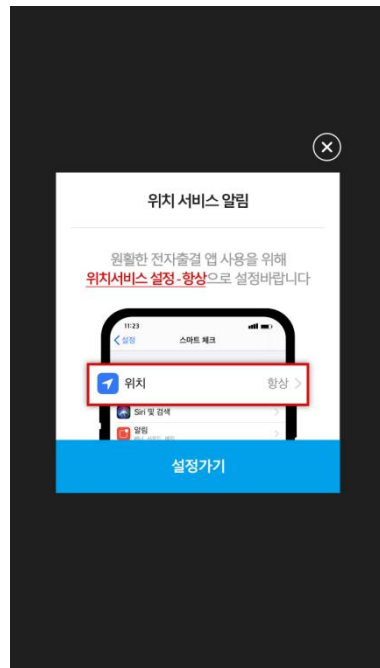 위치 서비스 알림
원활한 전자출결 앱 사용을 위해
위치서비스 설정-항상으로 설정바랍니다
11:23
설정 스마트 체크
위치 항상
Siri 및 검색
알림
설정가기